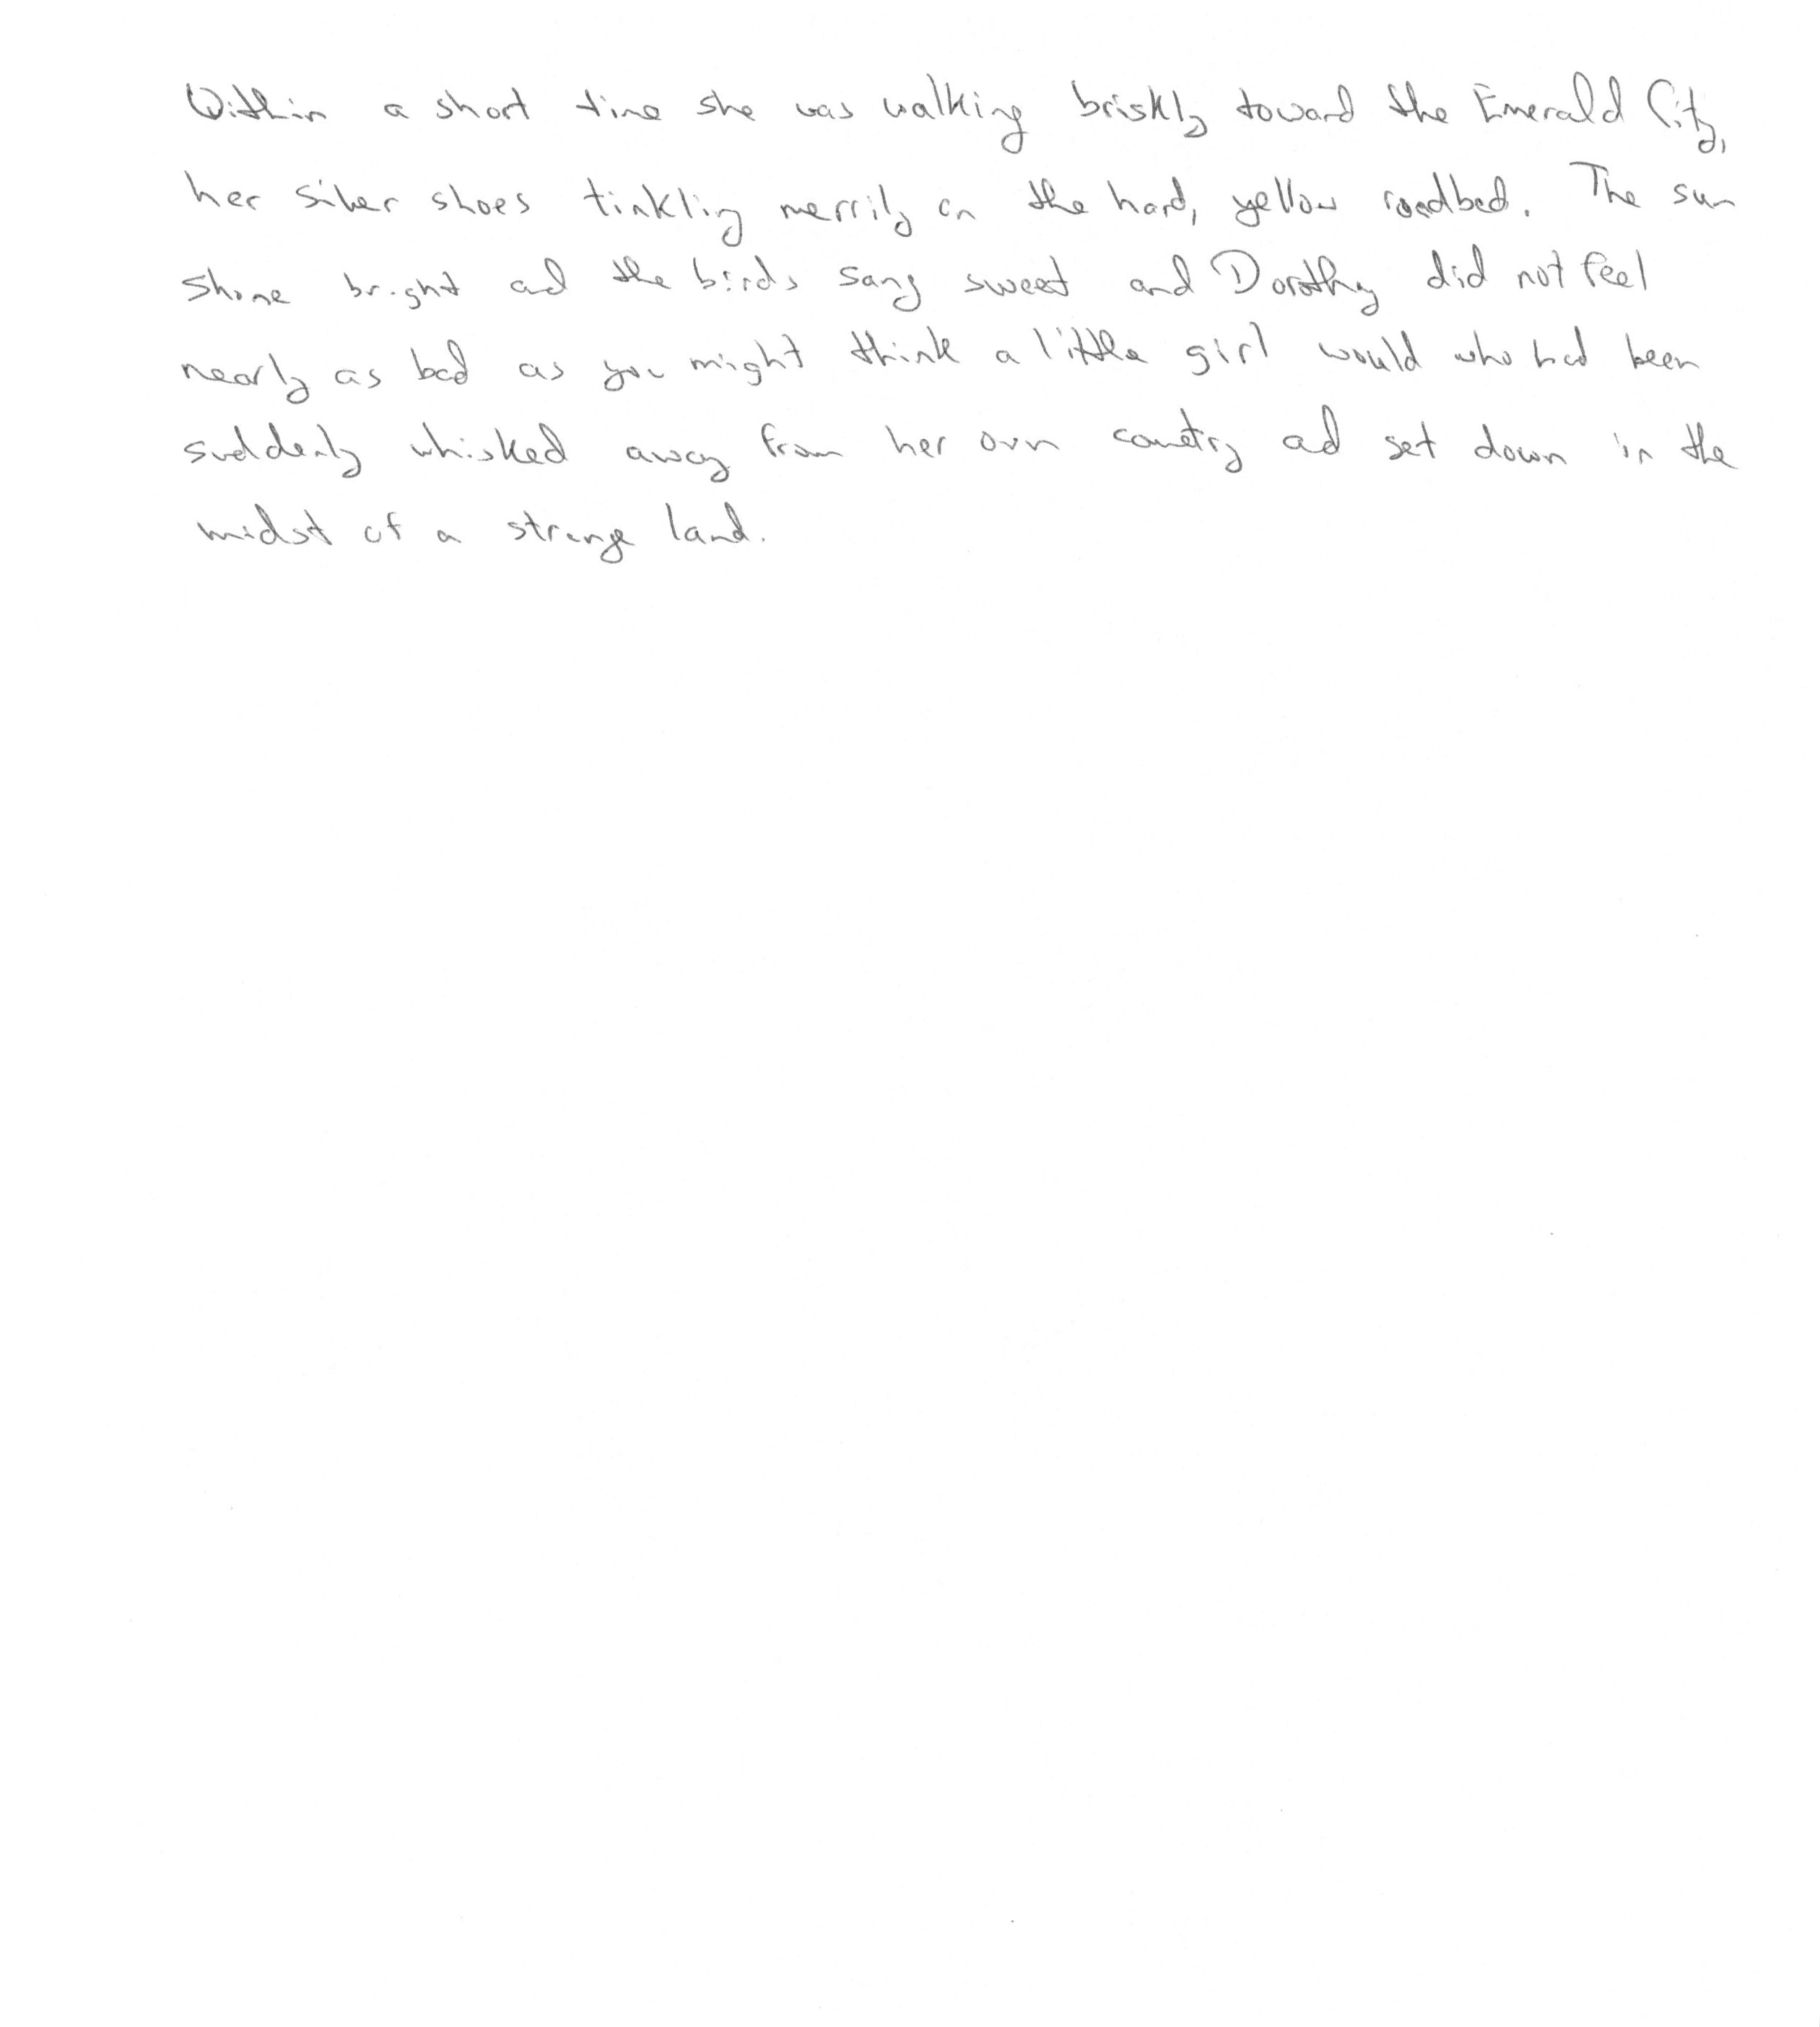 Within a short time she was walking briskly toward the Emerald City,
her silver shoes tinkling merrily on the hard, yellow roadbed. The sun
shone bright and the birds sang sweet and Dorothy did not feel
nearly as bad as you might think a little girl would who had been
suddenly whisked away from her own country and set down in the
midst of a strange land.